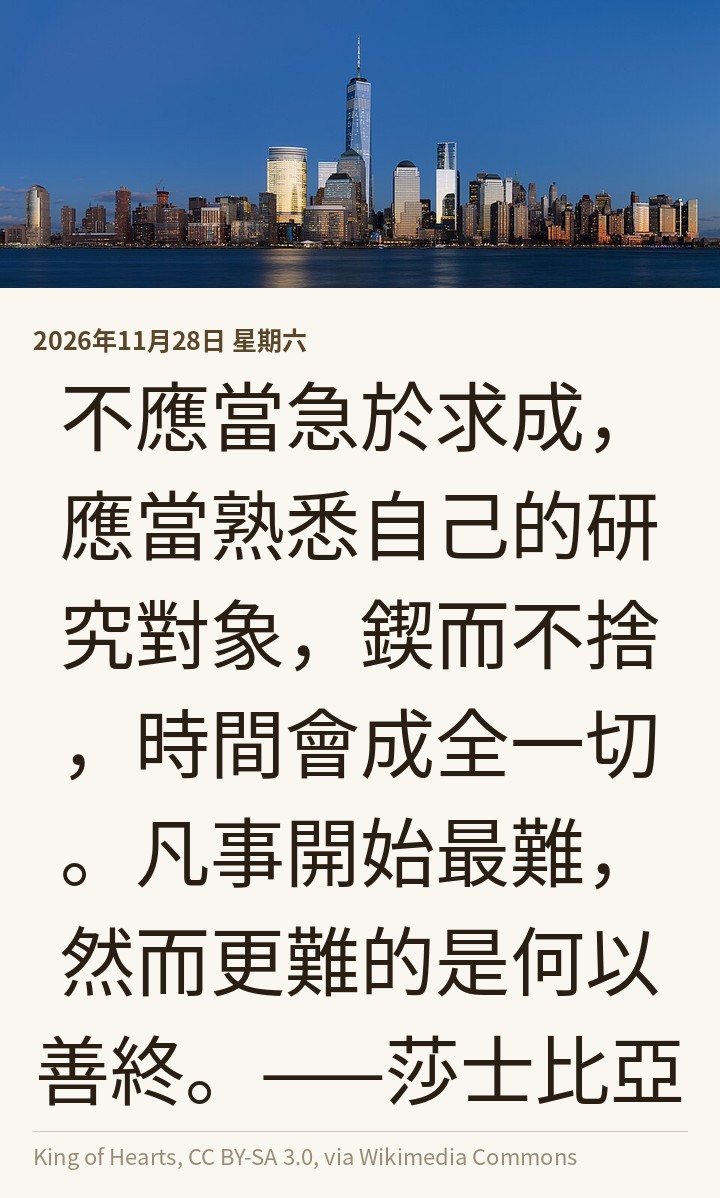 2026年11月28日 星期六
不應當急於求成，
應當熟悉自己的研
究對象，鍥而不捨
，時間會成全一切
。凡事開始最難，
然而更難的是何以
善終。——莎士比亞
King of Hearts, CC BY-SA 3.0, via Wikimedia Commons